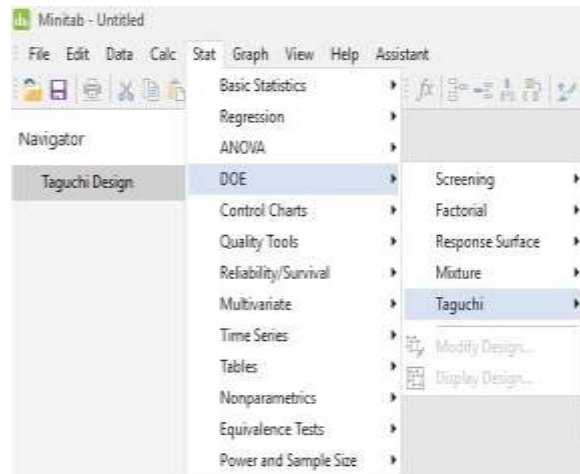 Minitab - Untitled
File Edit Data Calc Stat Graph View Help Assistant
Navigator
Taguchi Design
Basic Statistics
Regression
ANOVA
DOE
Control Charts
Quality Tools
Reliability/Survival
Multivariate
Time Series
Tables
Nonparametrics
Equivalence Tests
Power and Sample Size
Screening
Factorial
Response Surface
Mixture
Taguchi
Modify Design...
Display Design...
fx